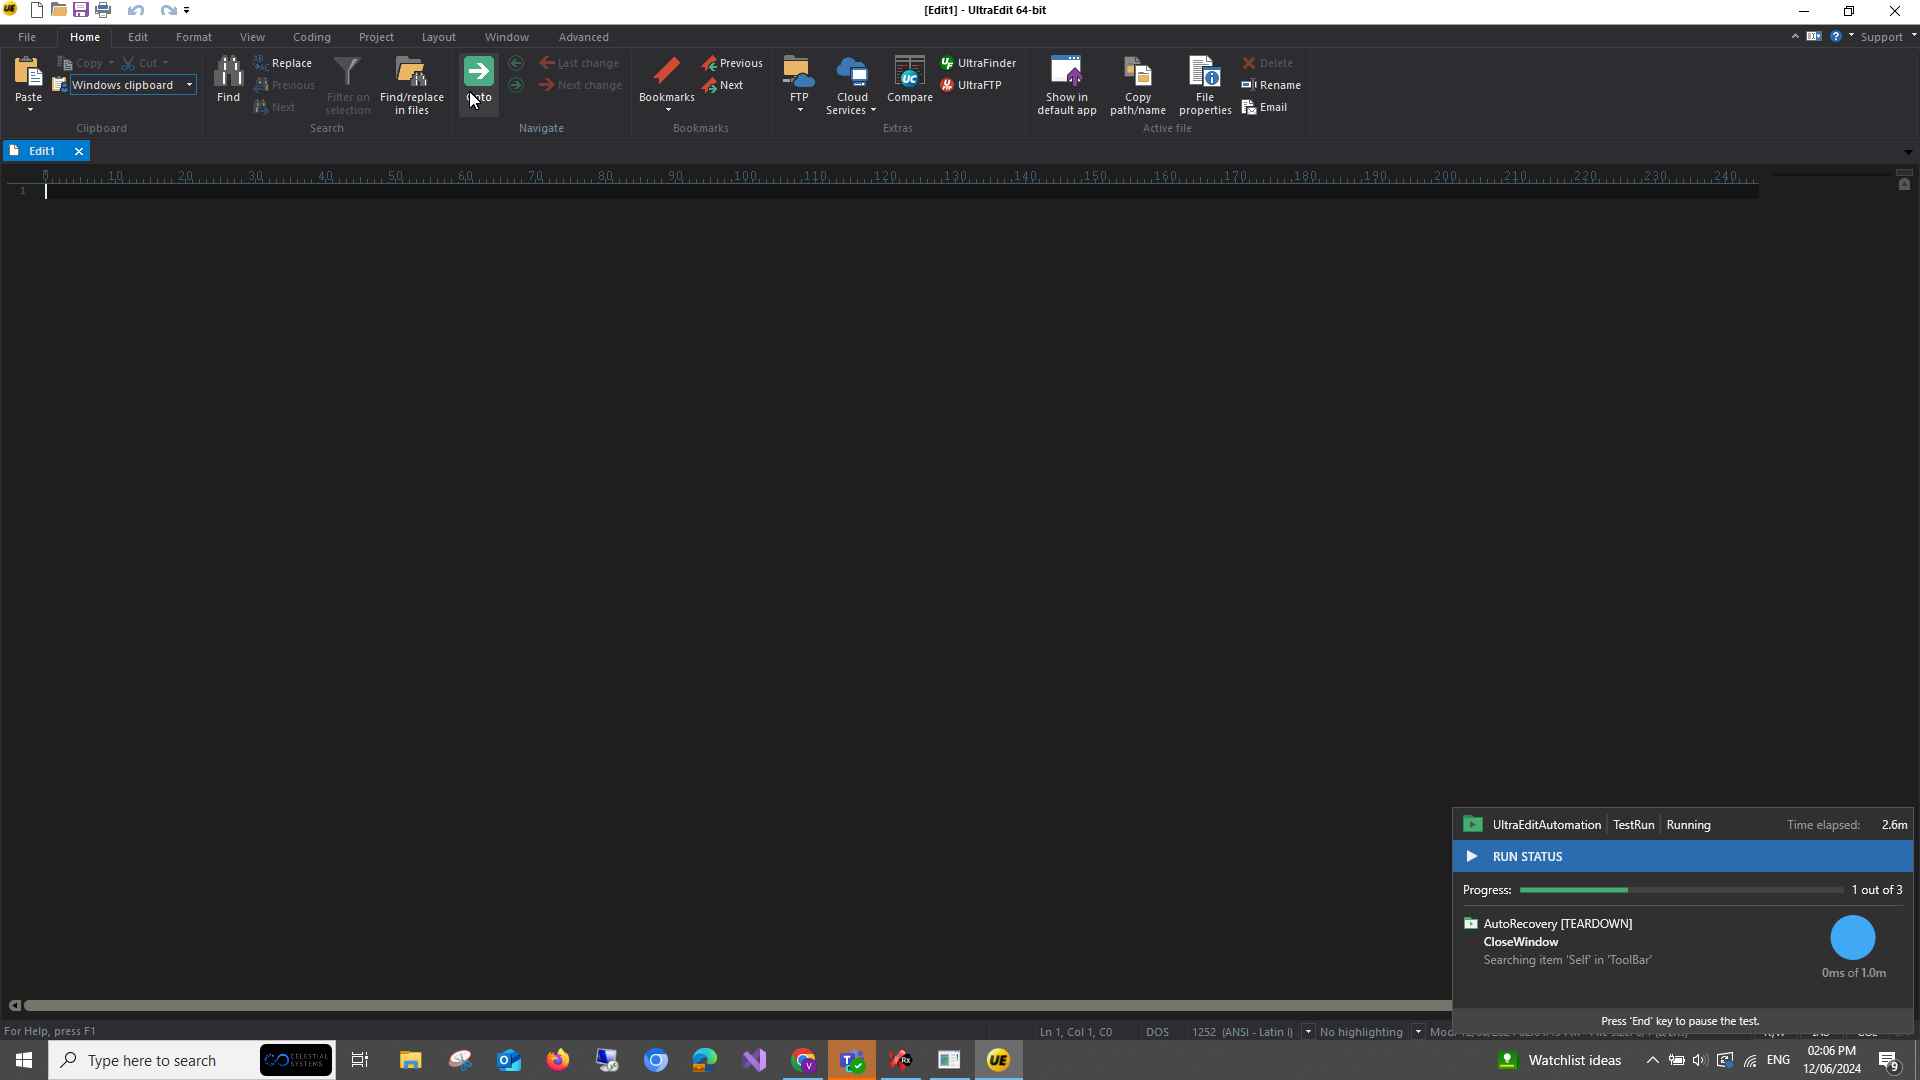 [Edit1] - UltraEdit 64-bit
File Home Edit Format View Coding Project Layout Window Advanced Support
Paste
Copy Cut
Windows clipboard
Clipboard
Find
Replace
Previous
Next
Filter on
selection
Find/replace
in files
Search
Last change
Next change
Navigate
Bookmarks
Previous
Next
Bookmarks
FTP
Cloud
Services
Compare
UltraFinder
UltraFTP
Extras
Show in
default app
Copy
path/name
File
properties
Delete
Rename
Email
Active file
Edit1
0 10 20 30 40 50 60 70 80 90 100 110 120 130 140 150 160 170 180 190 200 210 220 230 240
1
UltraEditAutomation TestRun Running Time elapsed: 2.6m
RUN STATUS
Progress: 1 out of 3
AutoRecovery [TEARDOWN]
CloseWindow
Searching item 'Self' in 'ToolBar'
0ms of 1.0m
Press 'End' key to pause the test.
For Help, press F1
Ln 1, Col 1, C0 DOS 1252 (ANSI - Latin I) No highlighting
Type here to search
CELESTIAL
SYSTEMS
Watchlist ideas
ENG
02:06 PM
12/06/2024
9